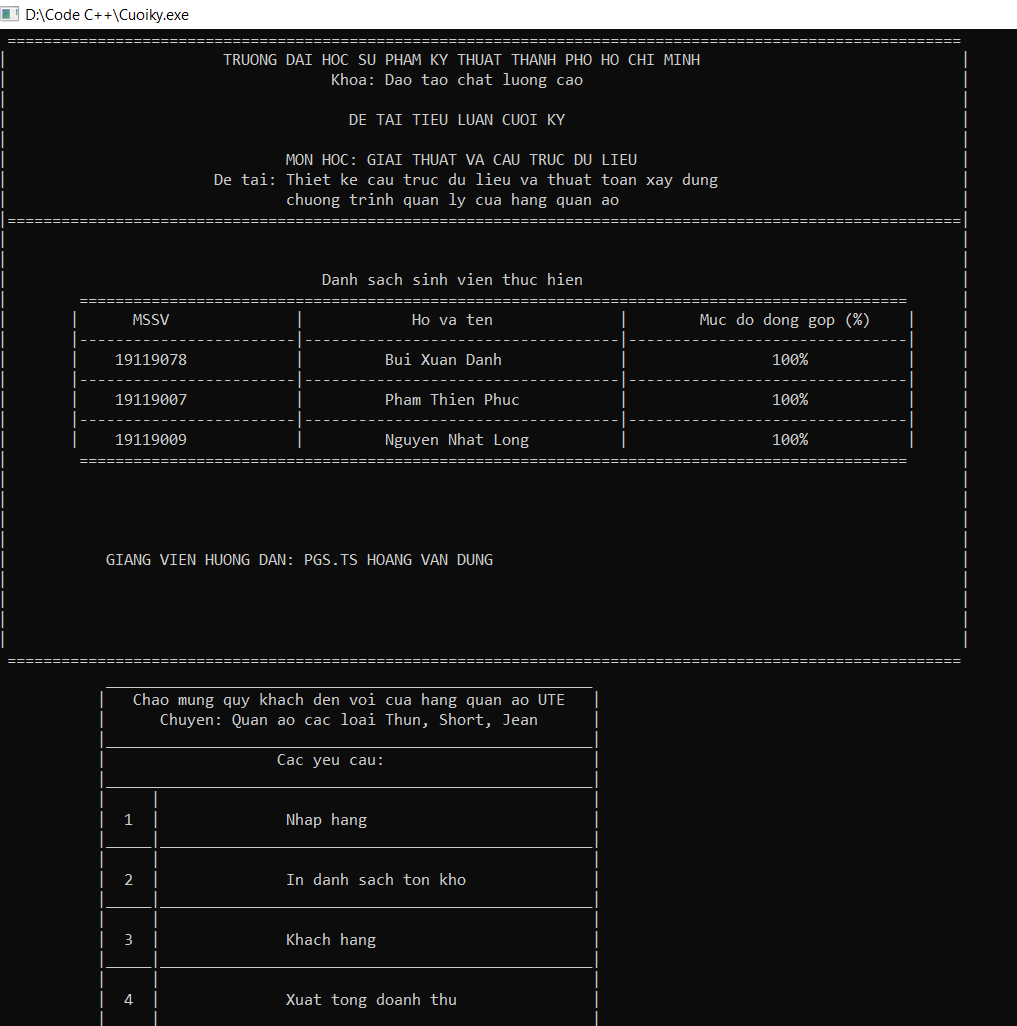 D:\Code C++\Cuoiky.exe
TRUONG DAI HOC SU PHAM KY THUAT THANH PHO HO CHI MINH
Khoa: Dao tao chat luong cao
DE TAI TIEU LUAN CUOI KY
MON HOC: GIAI THUAT VA CAU TRUC DU LIEU
De tai: Thiet ke cau truc du lieu va thuat toan xay dung
chuong trinh quan ly cua hang quan ao
Danh sach sinh vien thuc hien
MSSV Ho va ten Muc do dong gop (%)
19119078 Bui Xuan Danh 100%
19119007 Pham Thien Phuc 100%
19119009 Nguyen Nhat Long 100%
GIANG VIEN HUONG DAN: PGS.TS HOANG VAN DUNG
Chao mung quy khach den voi cua hang quan ao UTE
Chuyen: Quan ao cac loai Thun, Short, Jean
Cac yeu cau:
1 Nhap hang
2 In danh sach ton kho
3 Khach hang
4 Xuat tong doanh thu